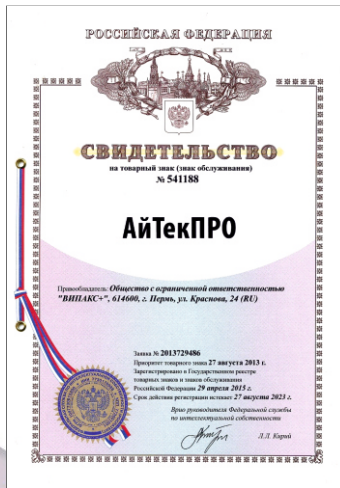 РОССИЙСКАЯ ФЕДЕРАЦИЯ
СВИДЕТЕЛЬСТВО
на товарный знак (знак обслуживания)
№ 541188
АйТекПРО
Правообладатель: Общество с ограниченной ответственностью
"ВИПАКС+", 614600, г. Пермь, ул. Краснова, 24 (RU)
Заявка № 2013729486
Приоритет товарного знака 27 августа 2013 г.
Зарегистрировано в Государственном реестре
товарных знаков и знаков обслуживания
Российской Федерации 29 апреля 2015 г.
Срок действия регистрации истекает 27 августа 2023 г.
Врио руководителя Федеральной службы
по интеллектуальной собственности
Л.Л. Кирий